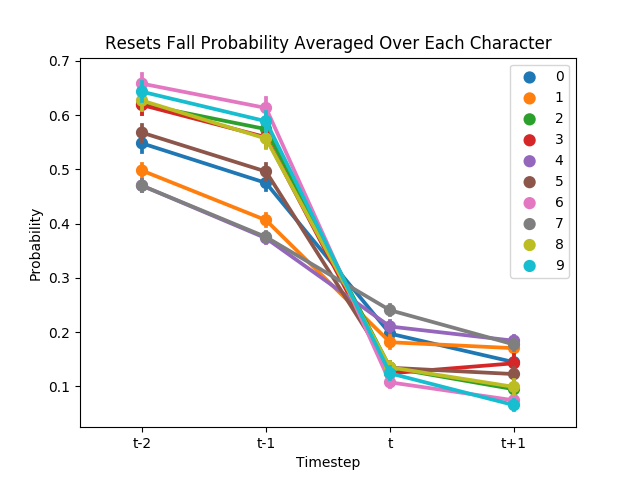 Resets Fall Probability Averaged Over Each Character
0.7
0.6
0.5
0.4
0.3
0.2
0.1
Probability
t-2
t-1
t
t+1
Timestep
0
1
2
3
4
5
6
7
8
9